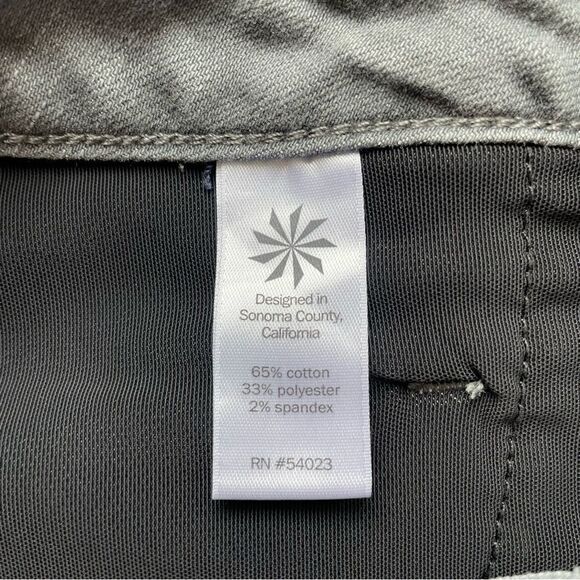 Designed in
Sonoma County,
California
65% cotton
33% polyester
2% spandex
RN #54023